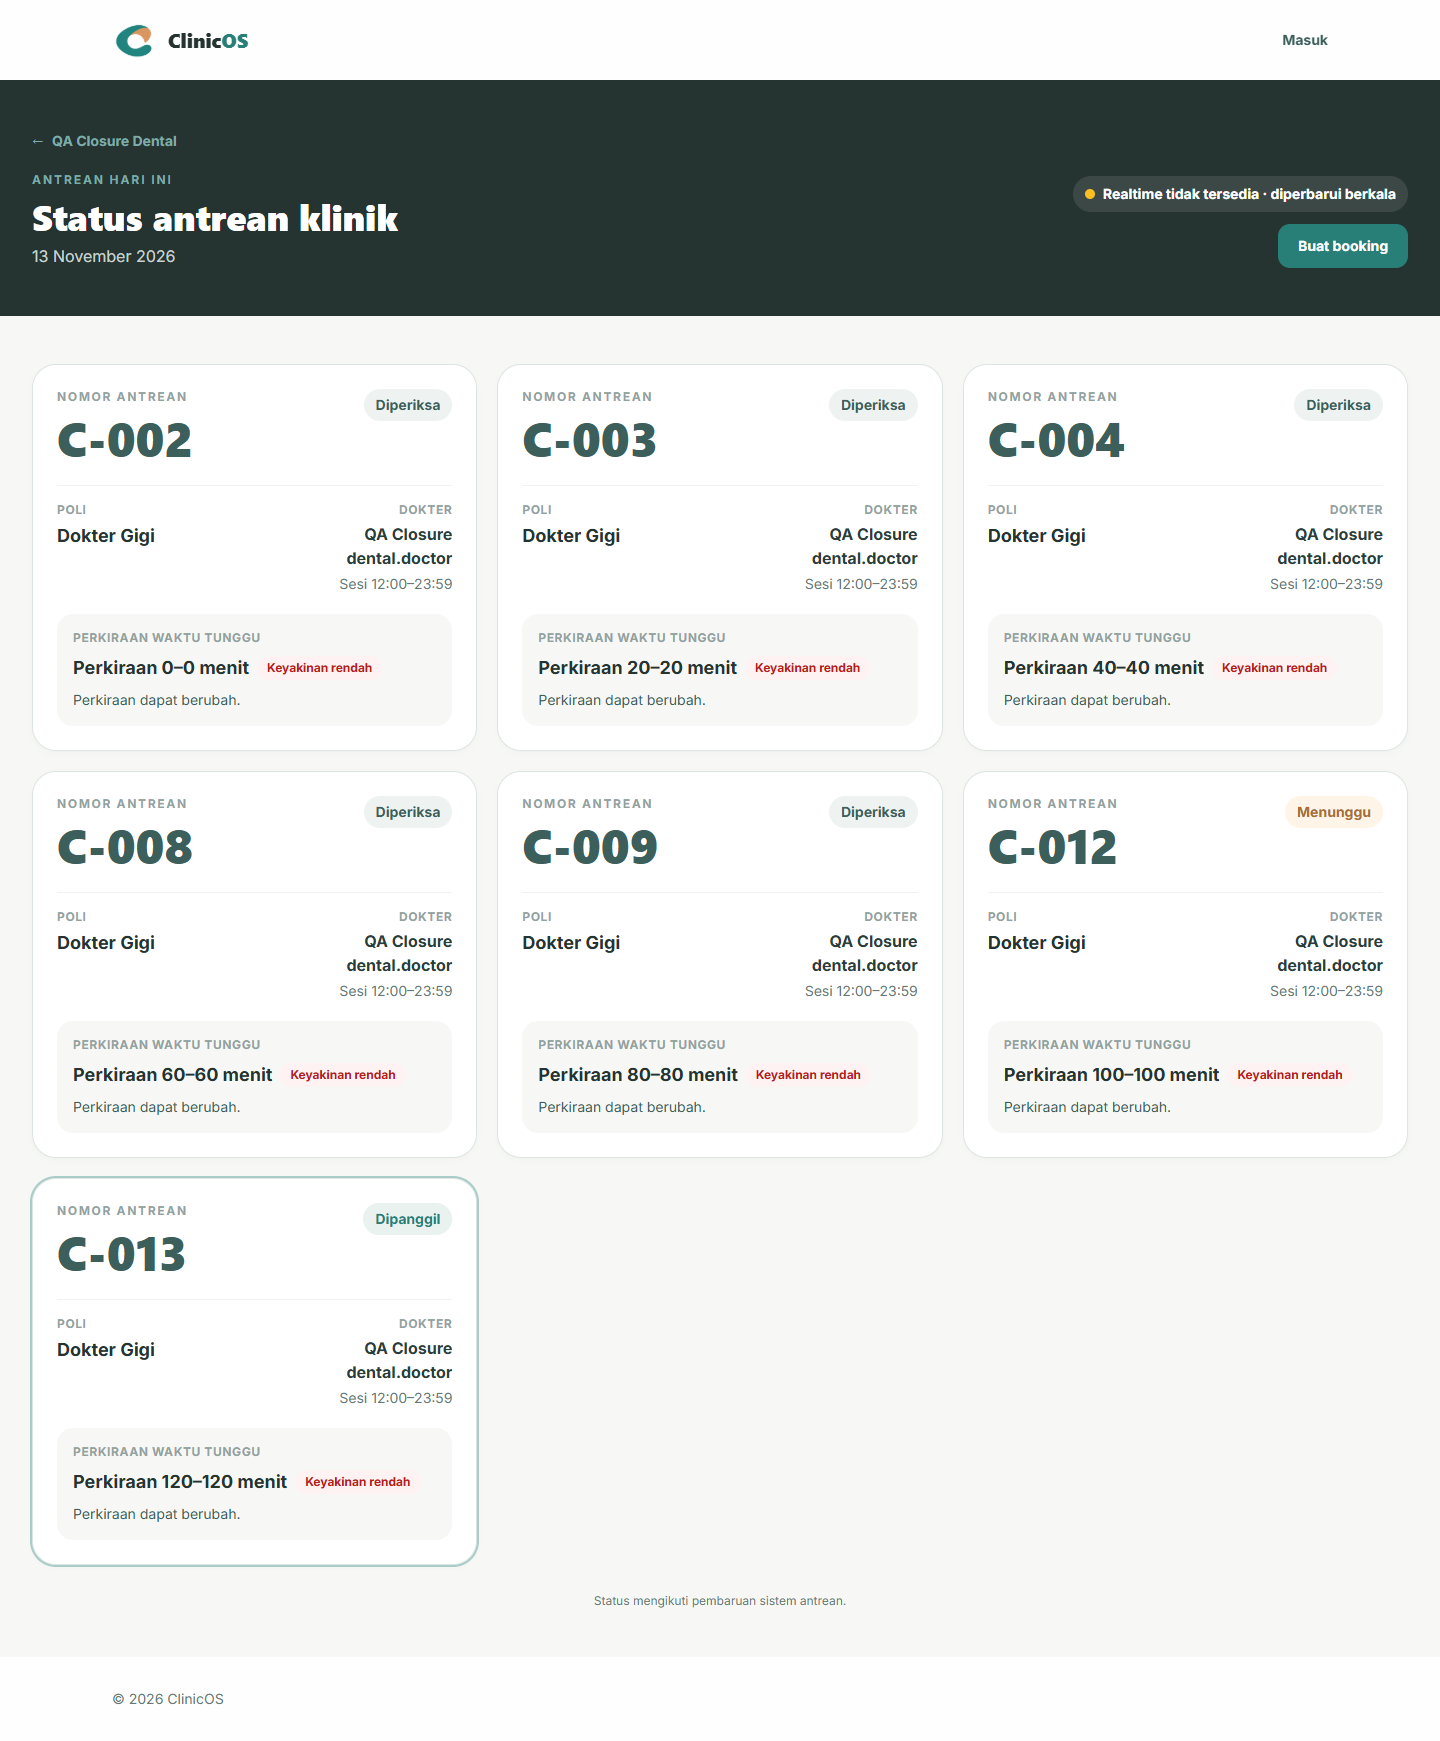 ClinicOS
Masuk
← QA Closure Dental
ANTREAN HARI INI
Status antrean klinik
13 November 2026
Realtime tidak tersedia · diperbarui berkala
Buat booking
NOMOR ANTREAN
Diperiksa
C-002
POLI
DOKTER
Dokter Gigi
QA Closure
dental.doctor
Sesi 12:00–23:59
PERKIRAAN WAKTU TUNGGU
Perkiraan 0–0 menit Keyakinan rendah
Perkiraan dapat berubah.
NOMOR ANTREAN
Diperiksa
C-003
POLI
DOKTER
Dokter Gigi
QA Closure
dental.doctor
Sesi 12:00–23:59
PERKIRAAN WAKTU TUNGGU
Perkiraan 20–20 menit Keyakinan rendah
Perkiraan dapat berubah.
NOMOR ANTREAN
Diperiksa
C-004
POLI
DOKTER
Dokter Gigi
QA Closure
dental.doctor
Sesi 12:00–23:59
PERKIRAAN WAKTU TUNGGU
Perkiraan 40–40 menit Keyakinan rendah
Perkiraan dapat berubah.
NOMOR ANTREAN
Diperiksa
C-008
POLI
DOKTER
Dokter Gigi
QA Closure
dental.doctor
Sesi 12:00–23:59
PERKIRAAN WAKTU TUNGGU
Perkiraan 60–60 menit Keyakinan rendah
Perkiraan dapat berubah.
NOMOR ANTREAN
Diperiksa
C-009
POLI
DOKTER
Dokter Gigi
QA Closure
dental.doctor
Sesi 12:00–23:59
PERKIRAAN WAKTU TUNGGU
Perkiraan 80–80 menit Keyakinan rendah
Perkiraan dapat berubah.
NOMOR ANTREAN
Menunggu
C-012
POLI
DOKTER
Dokter Gigi
QA Closure
dental.doctor
Sesi 12:00–23:59
PERKIRAAN WAKTU TUNGGU
Perkiraan 100–100 menit Keyakinan rendah
Perkiraan dapat berubah.
NOMOR ANTREAN
Dipanggil
C-013
POLI
DOKTER
Dokter Gigi
QA Closure
dental.doctor
Sesi 12:00–23:59
PERKIRAAN WAKTU TUNGGU
Perkiraan 120–120 menit Keyakinan rendah
Perkiraan dapat berubah.
Status mengikuti pembaruan sistem antrean.
© 2026 ClinicOS